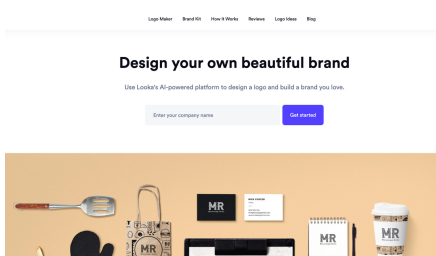 Logo Maker Brand Kit How It Works Reviews Logo Ideas Blog
Design your own beautiful brand
Use Looka's AI-powered platform to design a logo and build a brand you love.
Enter your company name
Get started
MR
MR
MR
MR
MR